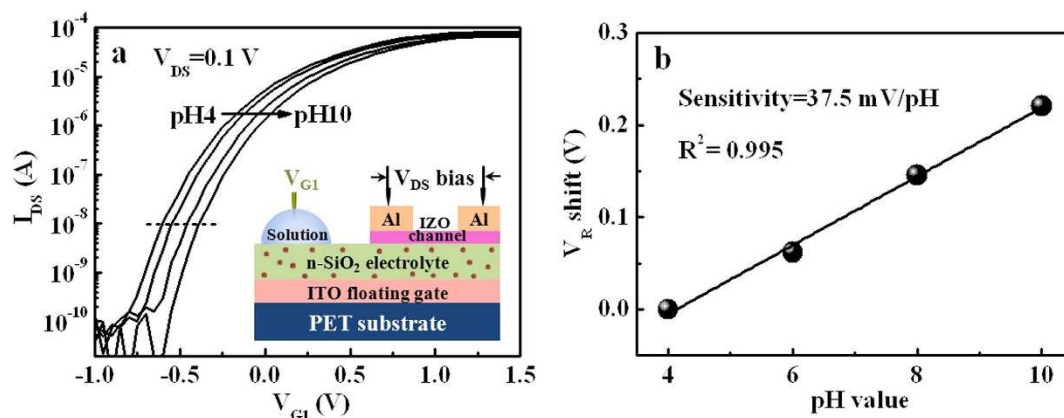 a
V_DS=0.1 V
pH4
pH10
I_DS (A)
10^-4
10^-5
10^-6
10^-7
10^-8
10^-9
10^-10
-1.0 -0.5 0.0 0.5 1.0 1.5
V_G1 (V)
V_G1
V_DS bias
Solution
Al
IZO
Al
channel
n-SiO₂ electrolyte
ITO floating gate
PET substrate
b
Sensitivity=37.5 mV/pH
R²= 0.995
V_R shift (V)
0.3
0.2
0.1
0.0
4 6 8 10
pH value